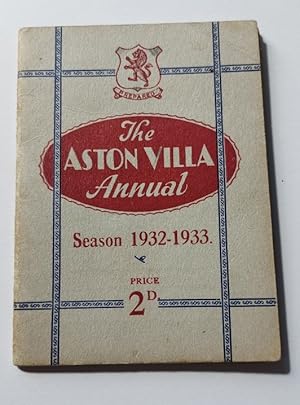 PREPARED
The
ASTON VILLA
Annual
Season 1932-1933.
PRICE
2D.